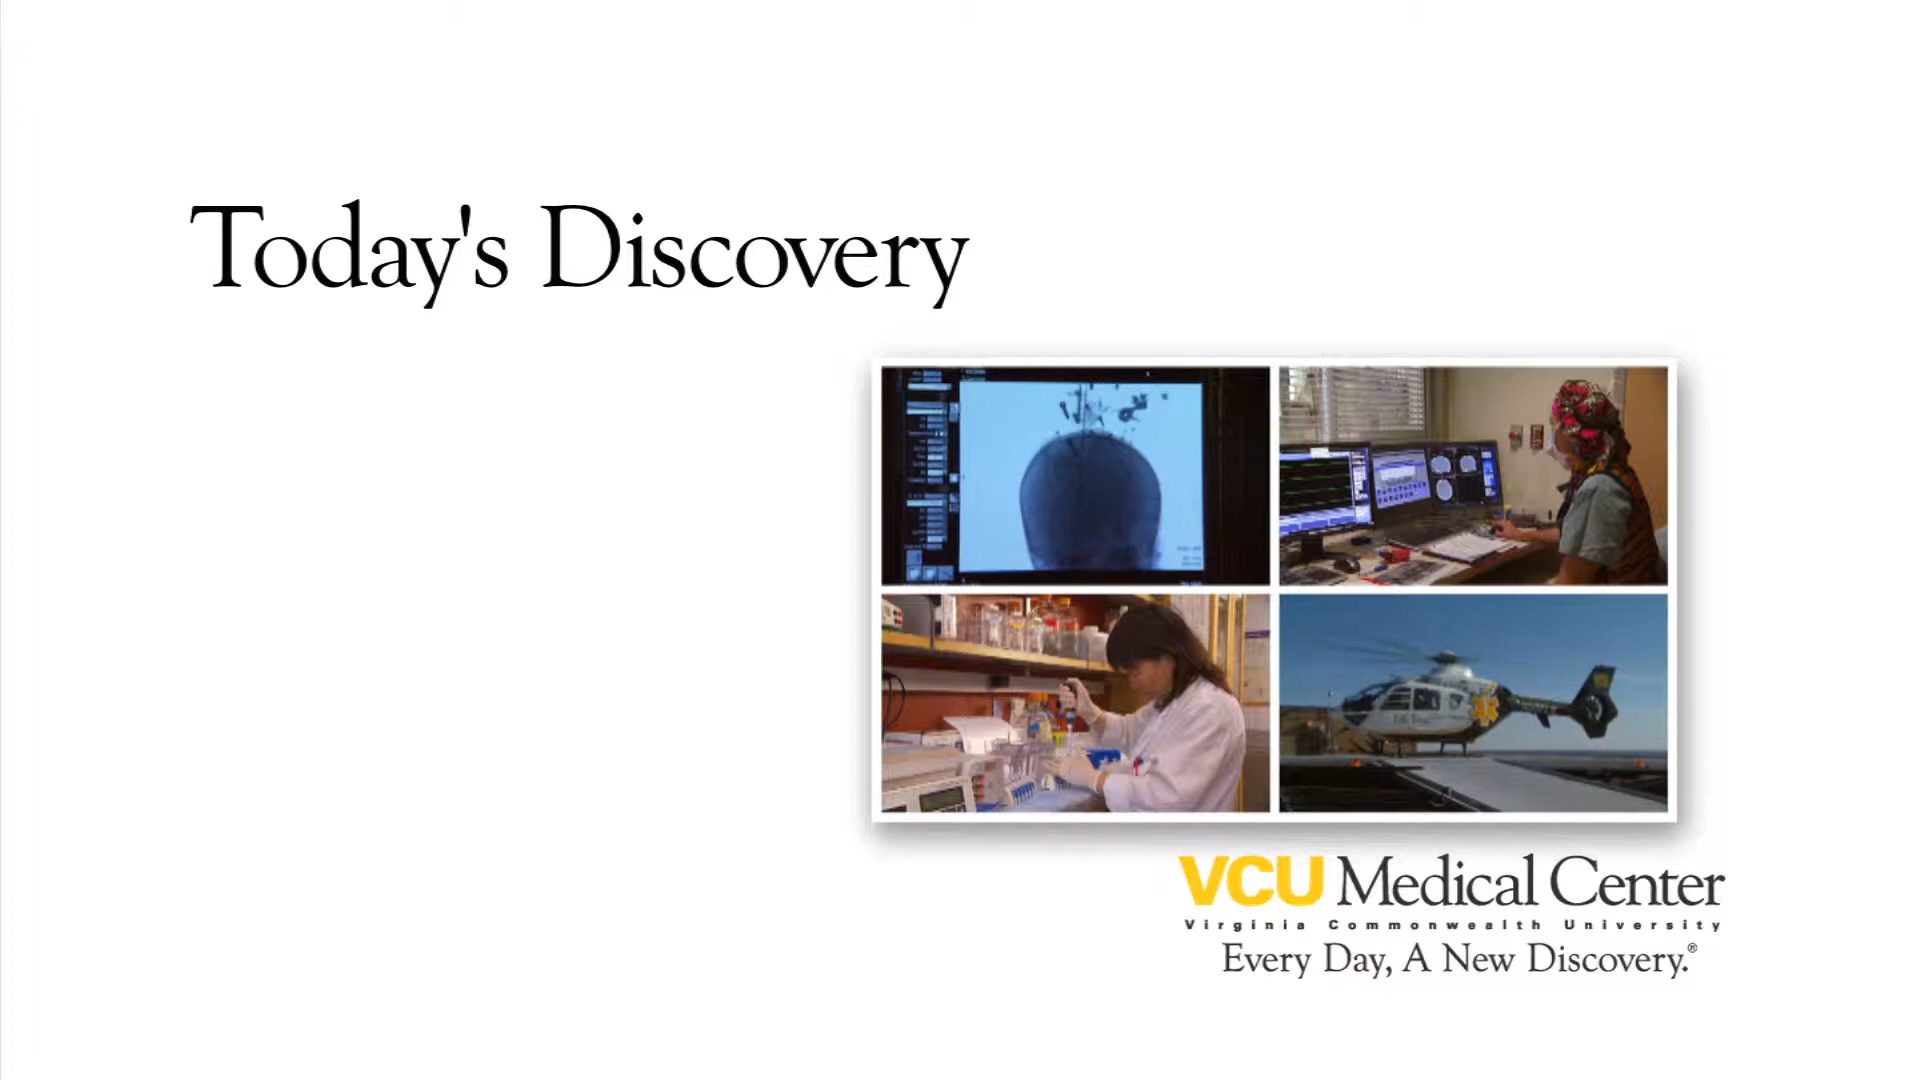 Today's Discovery
VCU Medical Center
Virginia Commonwealth University
Every Day, A New Discovery.®